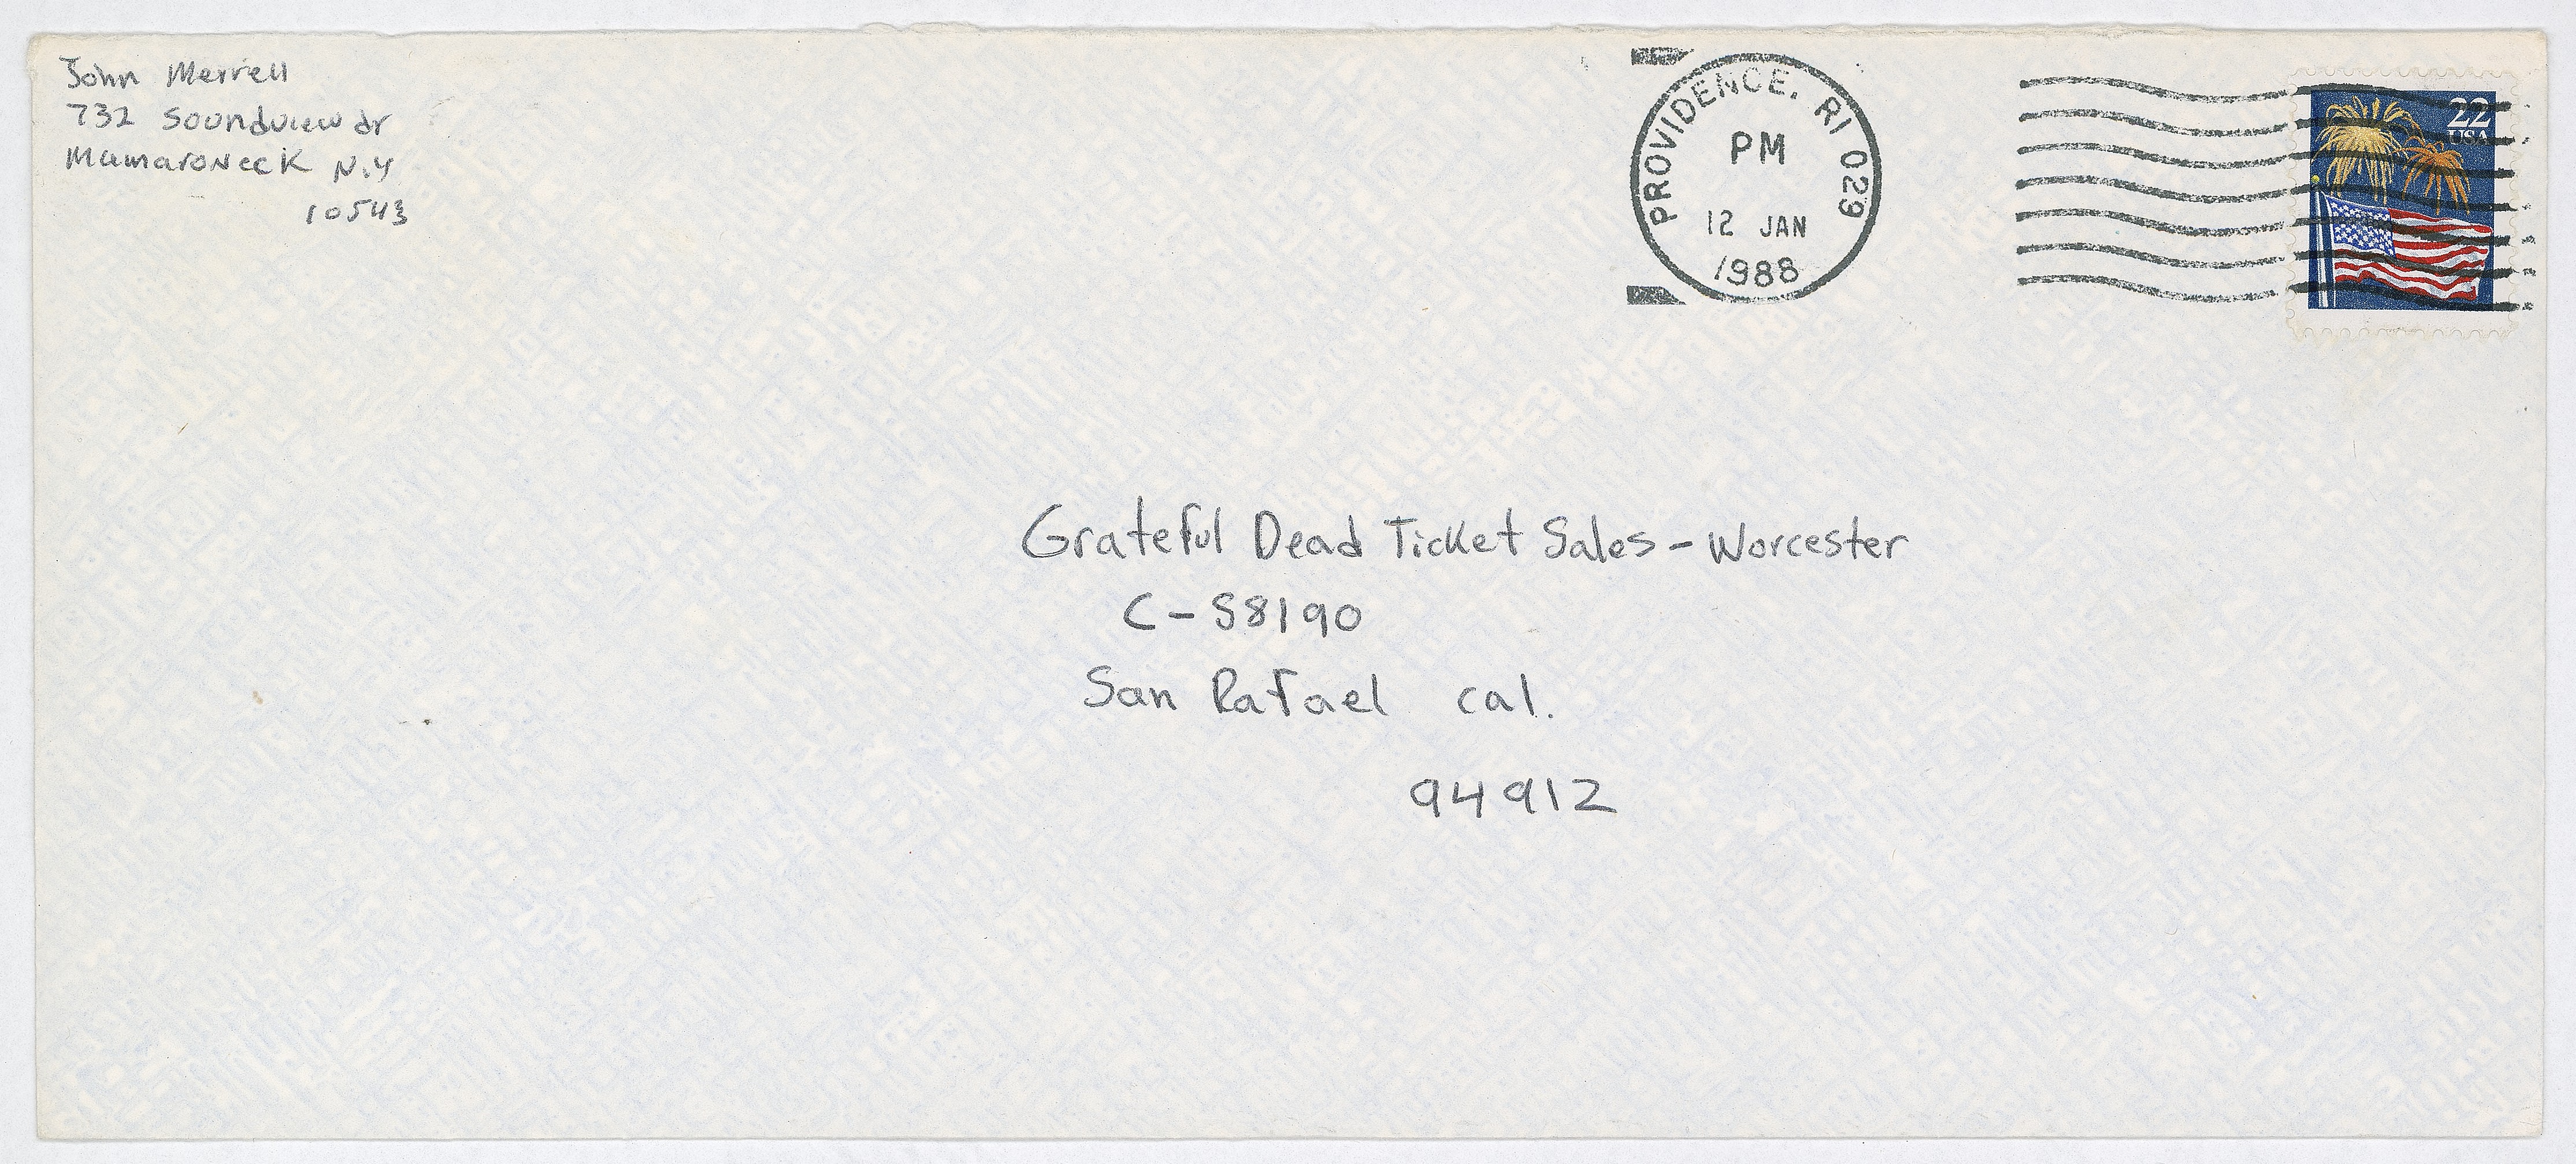 John Merrell
732 Soundview dr
Mamaroneck N.Y
10543
PROVIDENCE, RI 029
PM
12 JAN
1988
22
USA
Grateful Dead Ticket Sales - Worcester
C - S8190
San Rafael cal.
94912